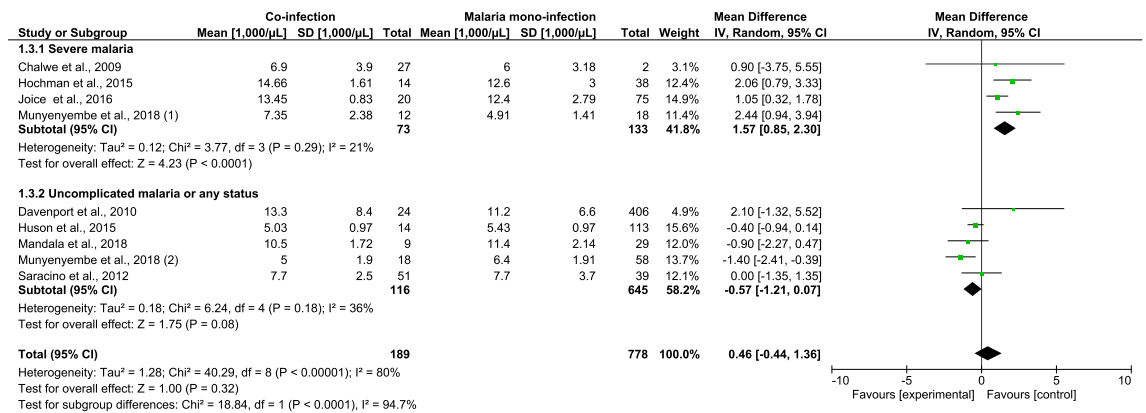 Co-infection Malaria mono-infection Mean Difference Mean Difference
Study or Subgroup Mean [1,000/µL] SD [1,000/µL] Total Mean [1,000/µL] SD [1,000/µL] Total Weight IV, Random, 95% CI IV, Random, 95% CI
1.3.1 Severe malaria
Chalwe et al., 2009 6.9 3.9 27 6 3.18 2 3.1% 0.90 [-3.75, 5.55]
Hochman et al., 2015 14.66 1.61 14 12.6 3 38 12.4% 2.06 [0.79, 3.33]
Joice et al., 2016 13.45 0.83 20 12.4 2.79 75 14.9% 1.05 [0.32, 1.78]
Munyenyembe et al., 2018 (1) 7.35 2.38 12 4.91 1.41 18 11.4% 2.44 [0.94, 3.94]
Subtotal (95% CI) 73 133 41.8% 1.57 [0.85, 2.30]
Heterogeneity: Tau² = 0.12; Chi² = 3.77, df = 3 (P = 0.29); I² = 21%
Test for overall effect: Z = 4.23 (P < 0.0001)
1.3.2 Uncomplicated malaria or any status
Davenport et al., 2010 13.3 8.4 24 11.2 6.6 406 4.9% 2.10 [-1.32, 5.52]
Huson et al., 2015 5.03 0.97 14 5.43 0.97 113 15.6% -0.40 [-0.94, 0.14]
Mandala et al., 2018 10.5 1.72 9 11.4 2.14 29 12.0% -0.90 [-2.27, 0.47]
Munyenyembe et al., 2018 (2) 5 1.9 18 6.4 1.91 58 13.7% -1.40 [-2.41, -0.39]
Saracino et al., 2012 7.7 2.5 51 7.7 3.7 39 12.1% 0.00 [-1.35, 1.35]
Subtotal (95% CI) 116 645 58.2% -0.57 [-1.21, 0.07]
Heterogeneity: Tau² = 0.18; Chi² = 6.24, df = 4 (P = 0.18); I² = 36%
Test for overall effect: Z = 1.75 (P = 0.08)
Total (95% CI) 189 778 100.0% 0.46 [-0.44, 1.36]
Heterogeneity: Tau² = 1.28; Chi² = 40.29, df = 8 (P < 0.00001); I² = 80%
Test for overall effect: Z = 1.00 (P = 0.32)
Test for subgroup differences: Chi² = 18.84, df = 1 (P < 0.0001), I² = 94.7%
-10 -5 0 5 10
Favours [experimental] Favours [control]